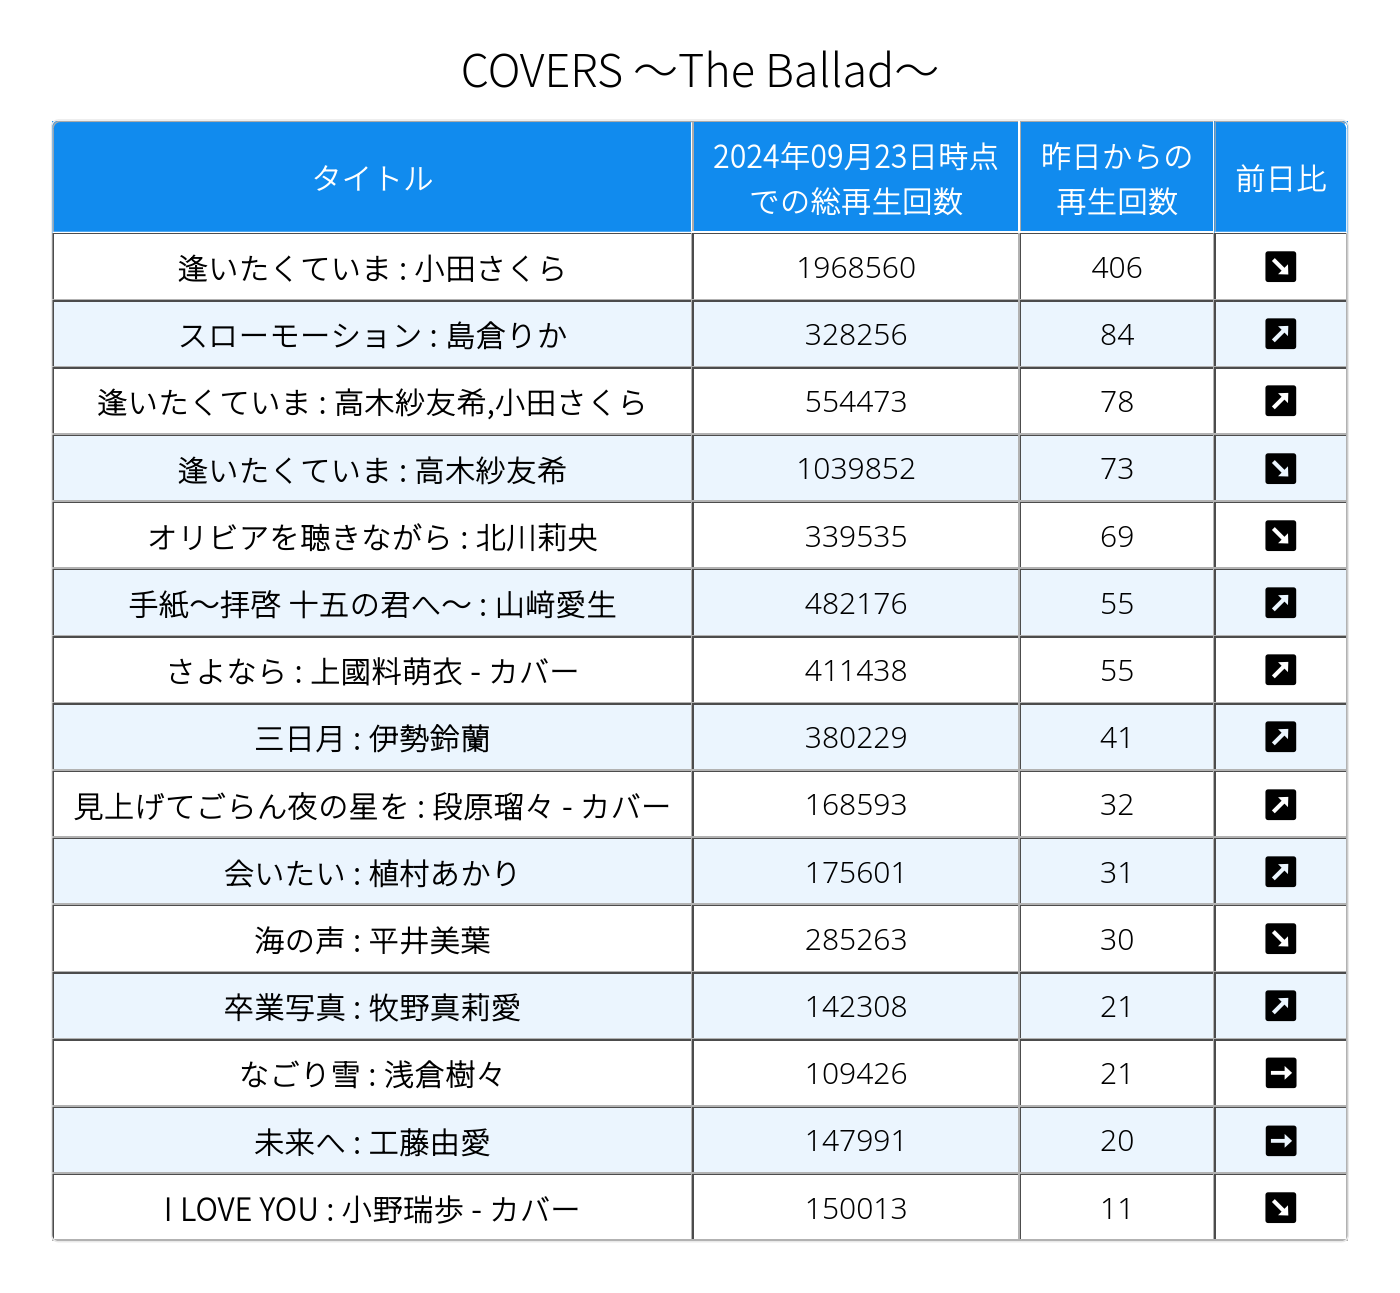 COVERS ～The Ballad～
タイトル 2024年09月23日時点での総再生回数 昨日からの再生回数 前日比
逢いたくていま : 小田さくら 1968560 406 ↘
スローモーション : 島倉りか 328256 84 ↗
逢いたくていま : 高木紗友希,小田さくら 554473 78 ↗
逢いたくていま : 高木紗友希 1039852 73 ↘
オリビアを聴きながら : 北川莉央 339535 69 ↘
手紙～拝啓 十五の君へ～ : 山﨑愛生 482176 55 ↗
さよなら : 上國料萌衣 - カバー 411438 55 ↗
三日月 : 伊勢鈴蘭 380229 41 ↗
見上げてごらん夜の星を : 段原瑠々 - カバー 168593 32 ↗
会いたい : 植村あかり 175601 31 ↗
海の声 : 平井美葉 285263 30 ↘
卒業写真 : 牧野真莉愛 142308 21 ↗
なごり雪 : 浅倉樹々 109426 21 →
未来へ : 工藤由愛 147991 20 →
I LOVE YOU : 小野瑞歩 - カバー 150013 11 ↘